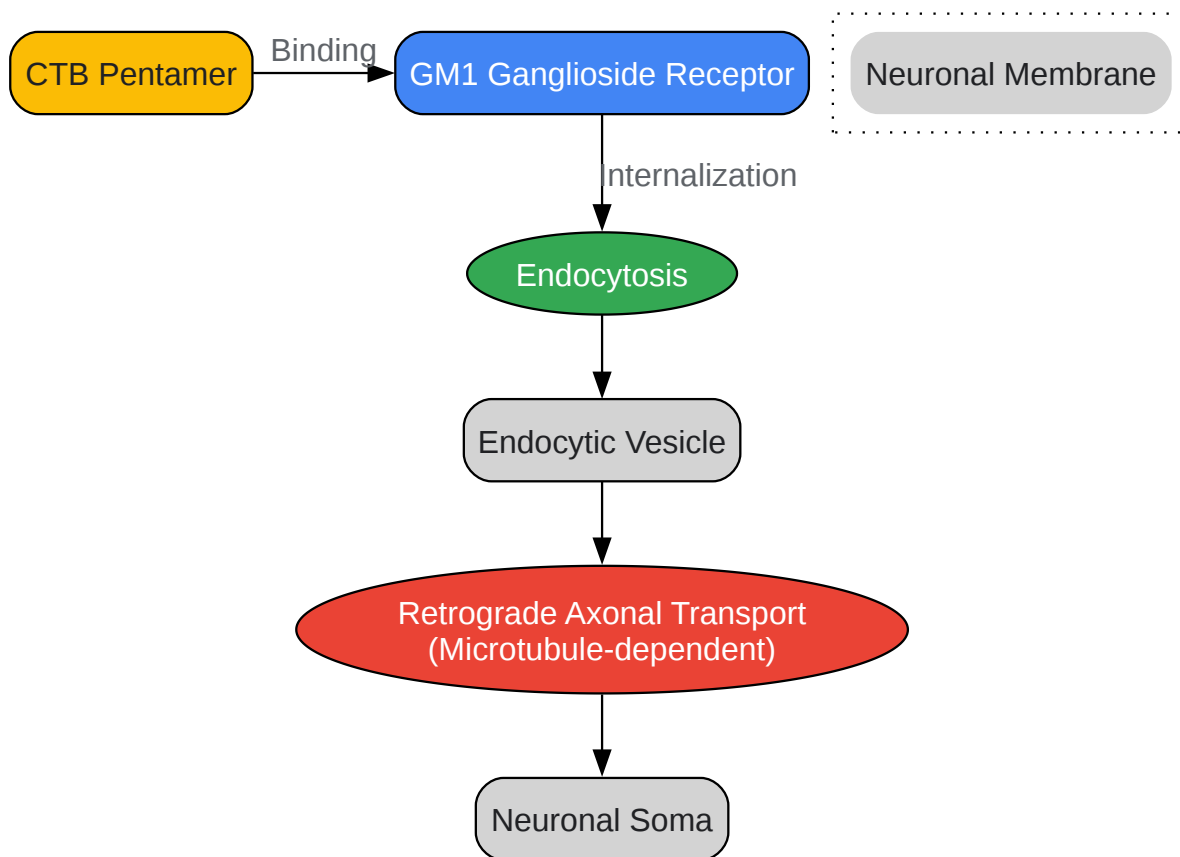 CTB Pentamer
Binding
GM1 Ganglioside Receptor
Neuronal Membrane
Internalization
Endocytosis
Endocytic Vesicle
Retrograde Axonal Transport
(Microtubule-dependent)
Neuronal Soma